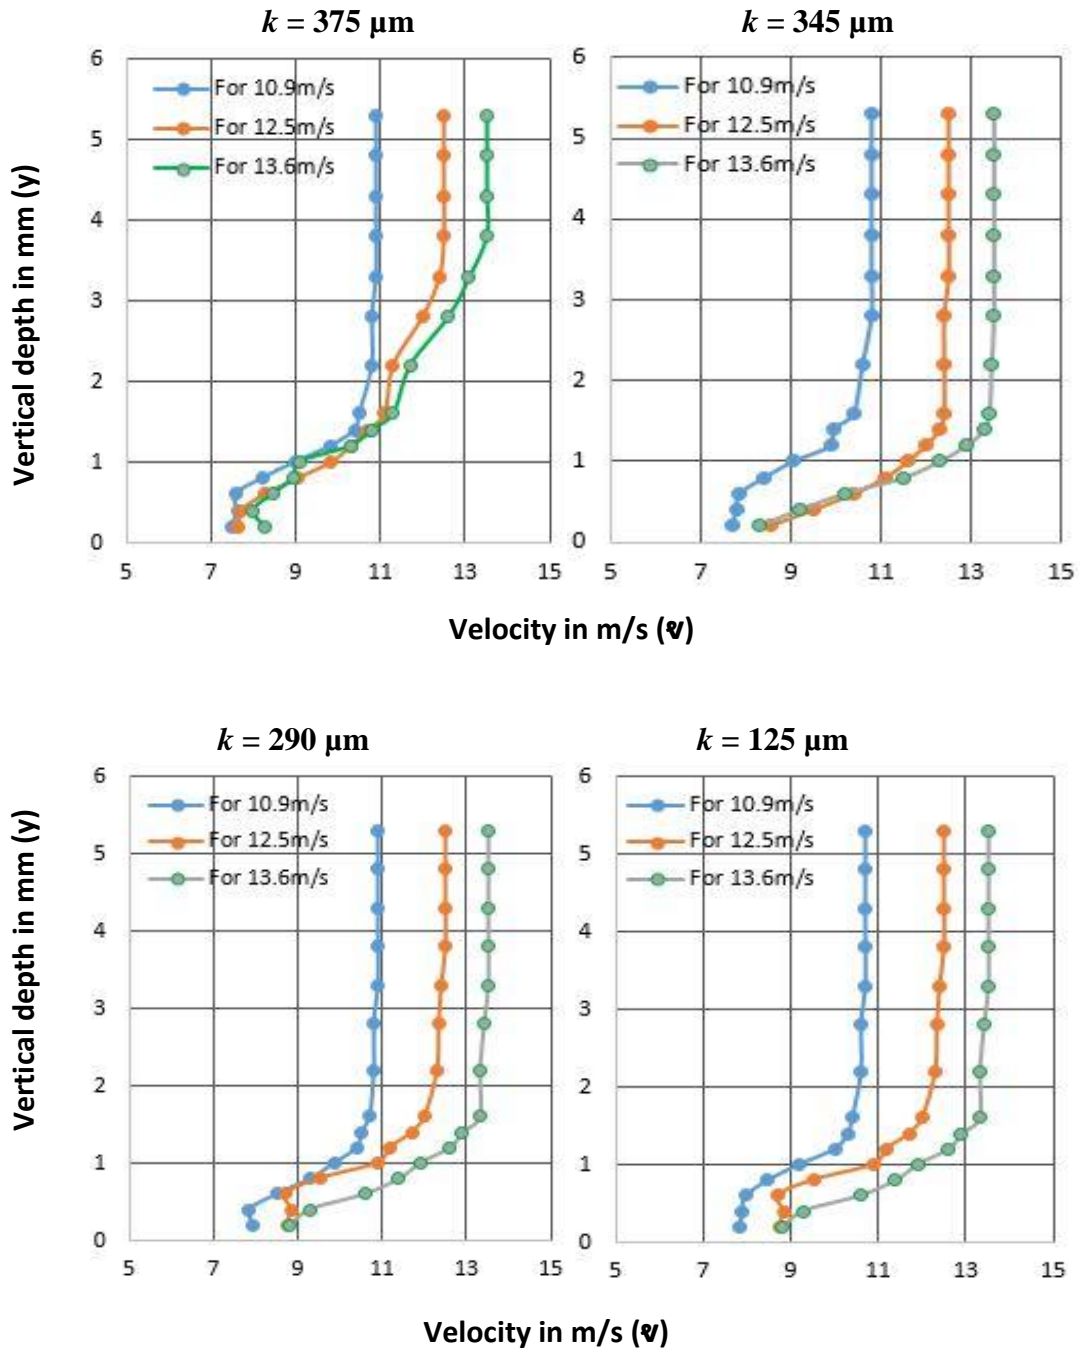 k = 375 μm
k = 345 μm
Vertical depth in mm (y)
6
5
4
3
2
1
0
For 10.9m/s
For 12.5m/s
For 13.6m/s
5
7
9
11
13
15
6
5
4
3
2
1
0
For 10.9m/s
For 12.5m/s
For 13.6m/s
5
7
9
11
13
15
Velocity in m/s
k = 290 μm
k = 125 μm
Vertical depth in mm (y)
6
5
4
3
2
1
0
For 10.9m/s
For 12.5m/s
For 13.6m/s
5
7
9
11
13
15
6
5
4
3
2
1
0
For 10.9m/s
For 12.5m/s
For 13.6m/s
5
7
9
11
13
15
Velocity in m/s